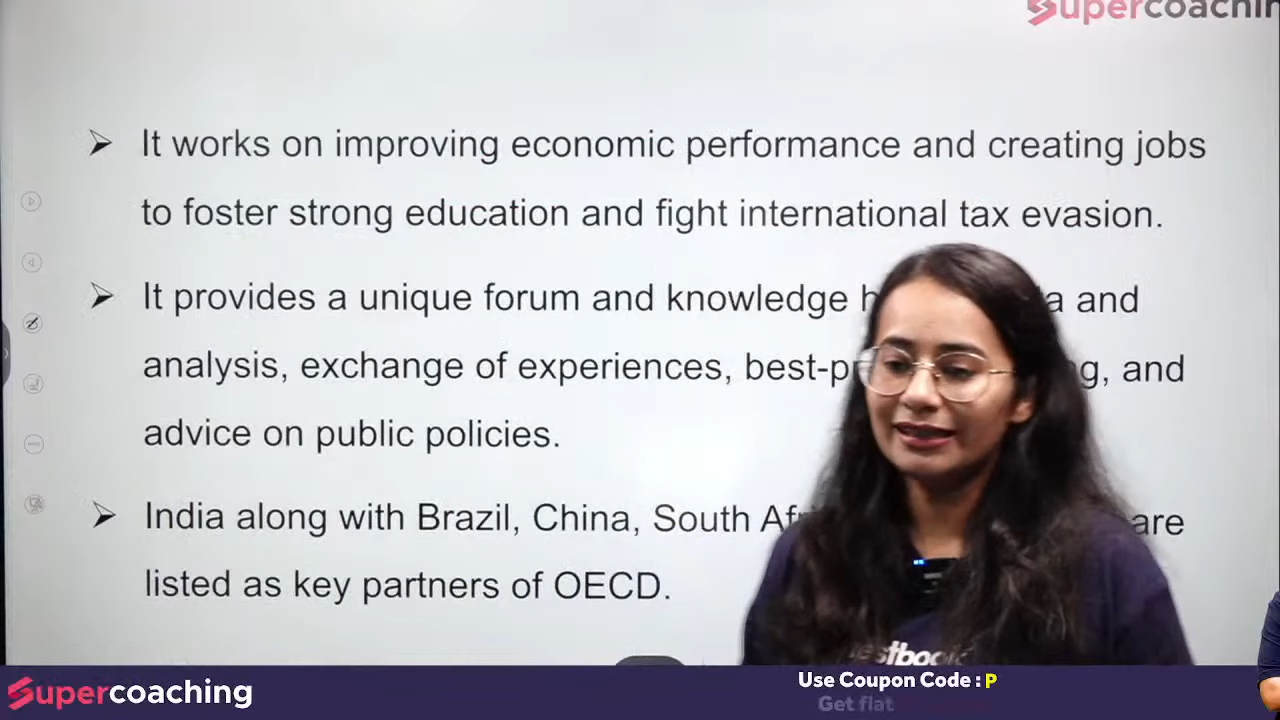 Supercoachin
It works on improving economic performance and creating jobs
to foster strong education and fight international tax evasion.
It provides a unique forum and knowledge and
analysis, exchange of experiences, and
advice on public policies.
India along with Brazil, China, South are
listed as key partners of OECD.
testbook
Supercoaching
Use Coupon Code : P
Get flat